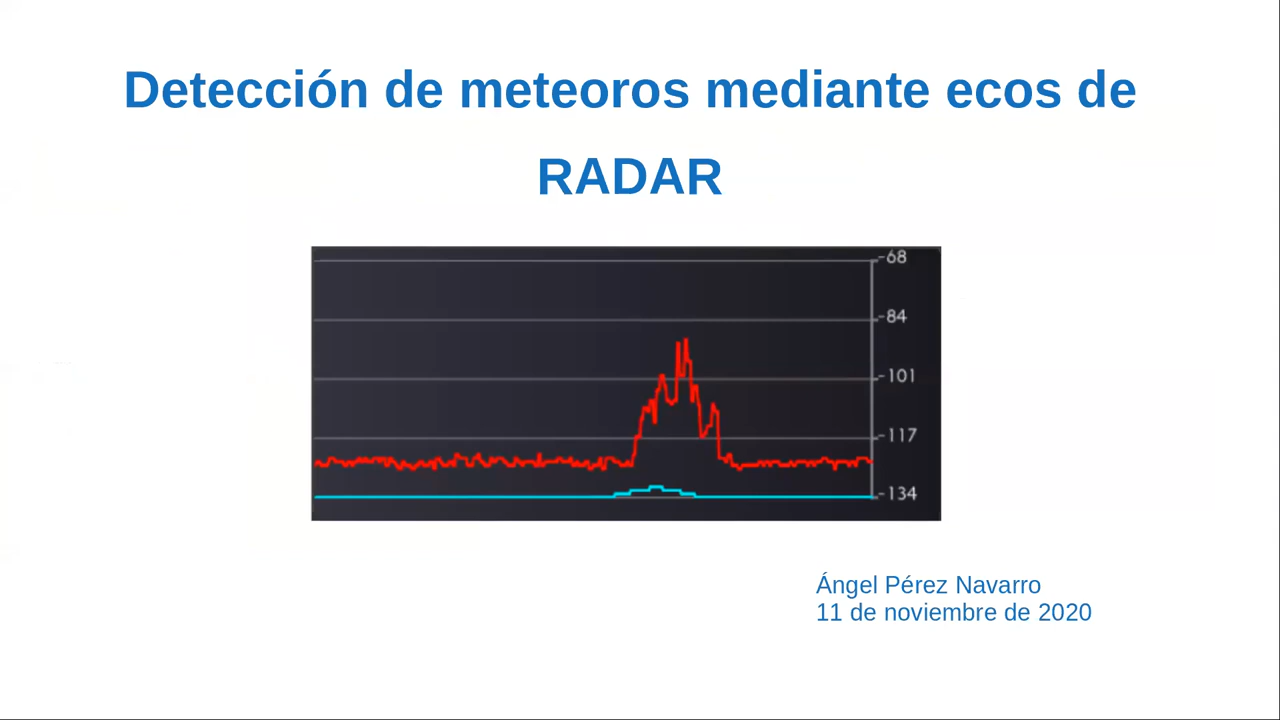 Detección de meteoros mediante ecos de
RADAR
-68
-84
-101
-117
-134
Ángel Pérez Navarro
11 de noviembre de 2020